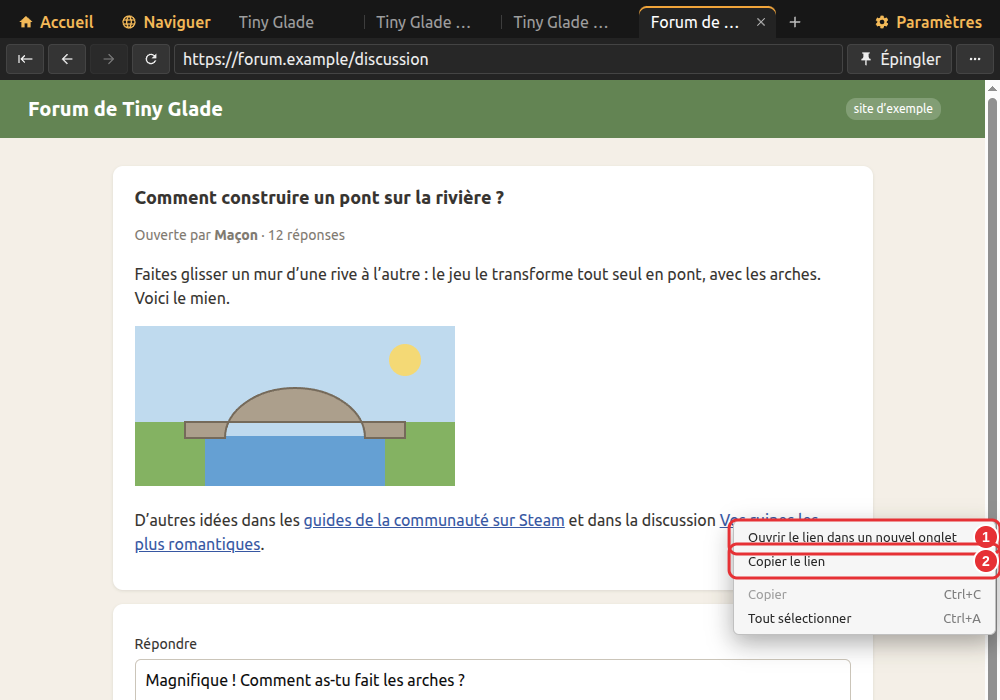 Accueil
Naviguer
Tiny Glade
Tiny Glade ...
Tiny Glade ...
Forum de ...
Paramètres
https://forum.example/discussion
Épingler
Forum de Tiny Glade
site d'exemple
Comment construire un pont sur la rivière ?
Ouverte par Maçon · 12 réponses
Faites glisser un mur d’une rive à l’autre : le jeu le transforme tout seul en pont, avec les arches.
Voici le mien.
D’autres idées dans les guides de la communauté sur Steam et dans la discussion Vos ruines les
plus romantiques.
Ouvrir le lien dans un nouvel onglet
1
Copier le lien
2
Copier Ctrl+C
Tout sélectionner Ctrl+A
Répondre
Magnifique ! Comment as-tu fait les arches ?